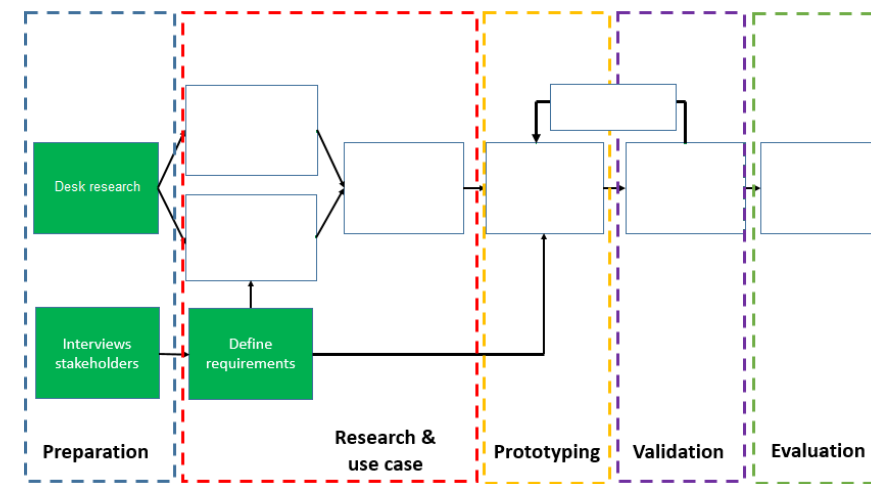 Desk research
Interviews
stakeholders
Define
requirements
Preparation
Research &
use case
Prototyping
Validation
Evaluation